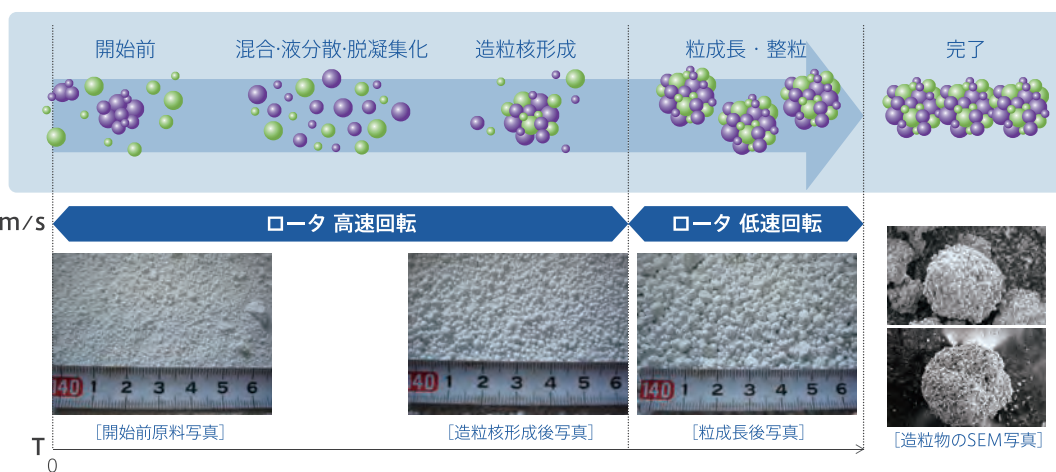 開始前
混合·液分散·脱凝集化
造粒核形成
粒成長・整粒
完了
m/s
ロータ 高速回転
ロータ 低速回転
140 1 2 3 4 5 6
140 1 2 3 4 5 6
140 1 2 3 4 5 6
[開始前原料写真]
[造粒核形成後写真]
[粒成長後写真]
[造粒物のSEM写真]
T
0